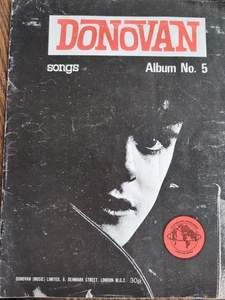 DONOVAN
songs Album No. 5
DONOVAN (MUSIC) LIMITED, 8, DENMARK STREET, LONDON W.C.2. 30p